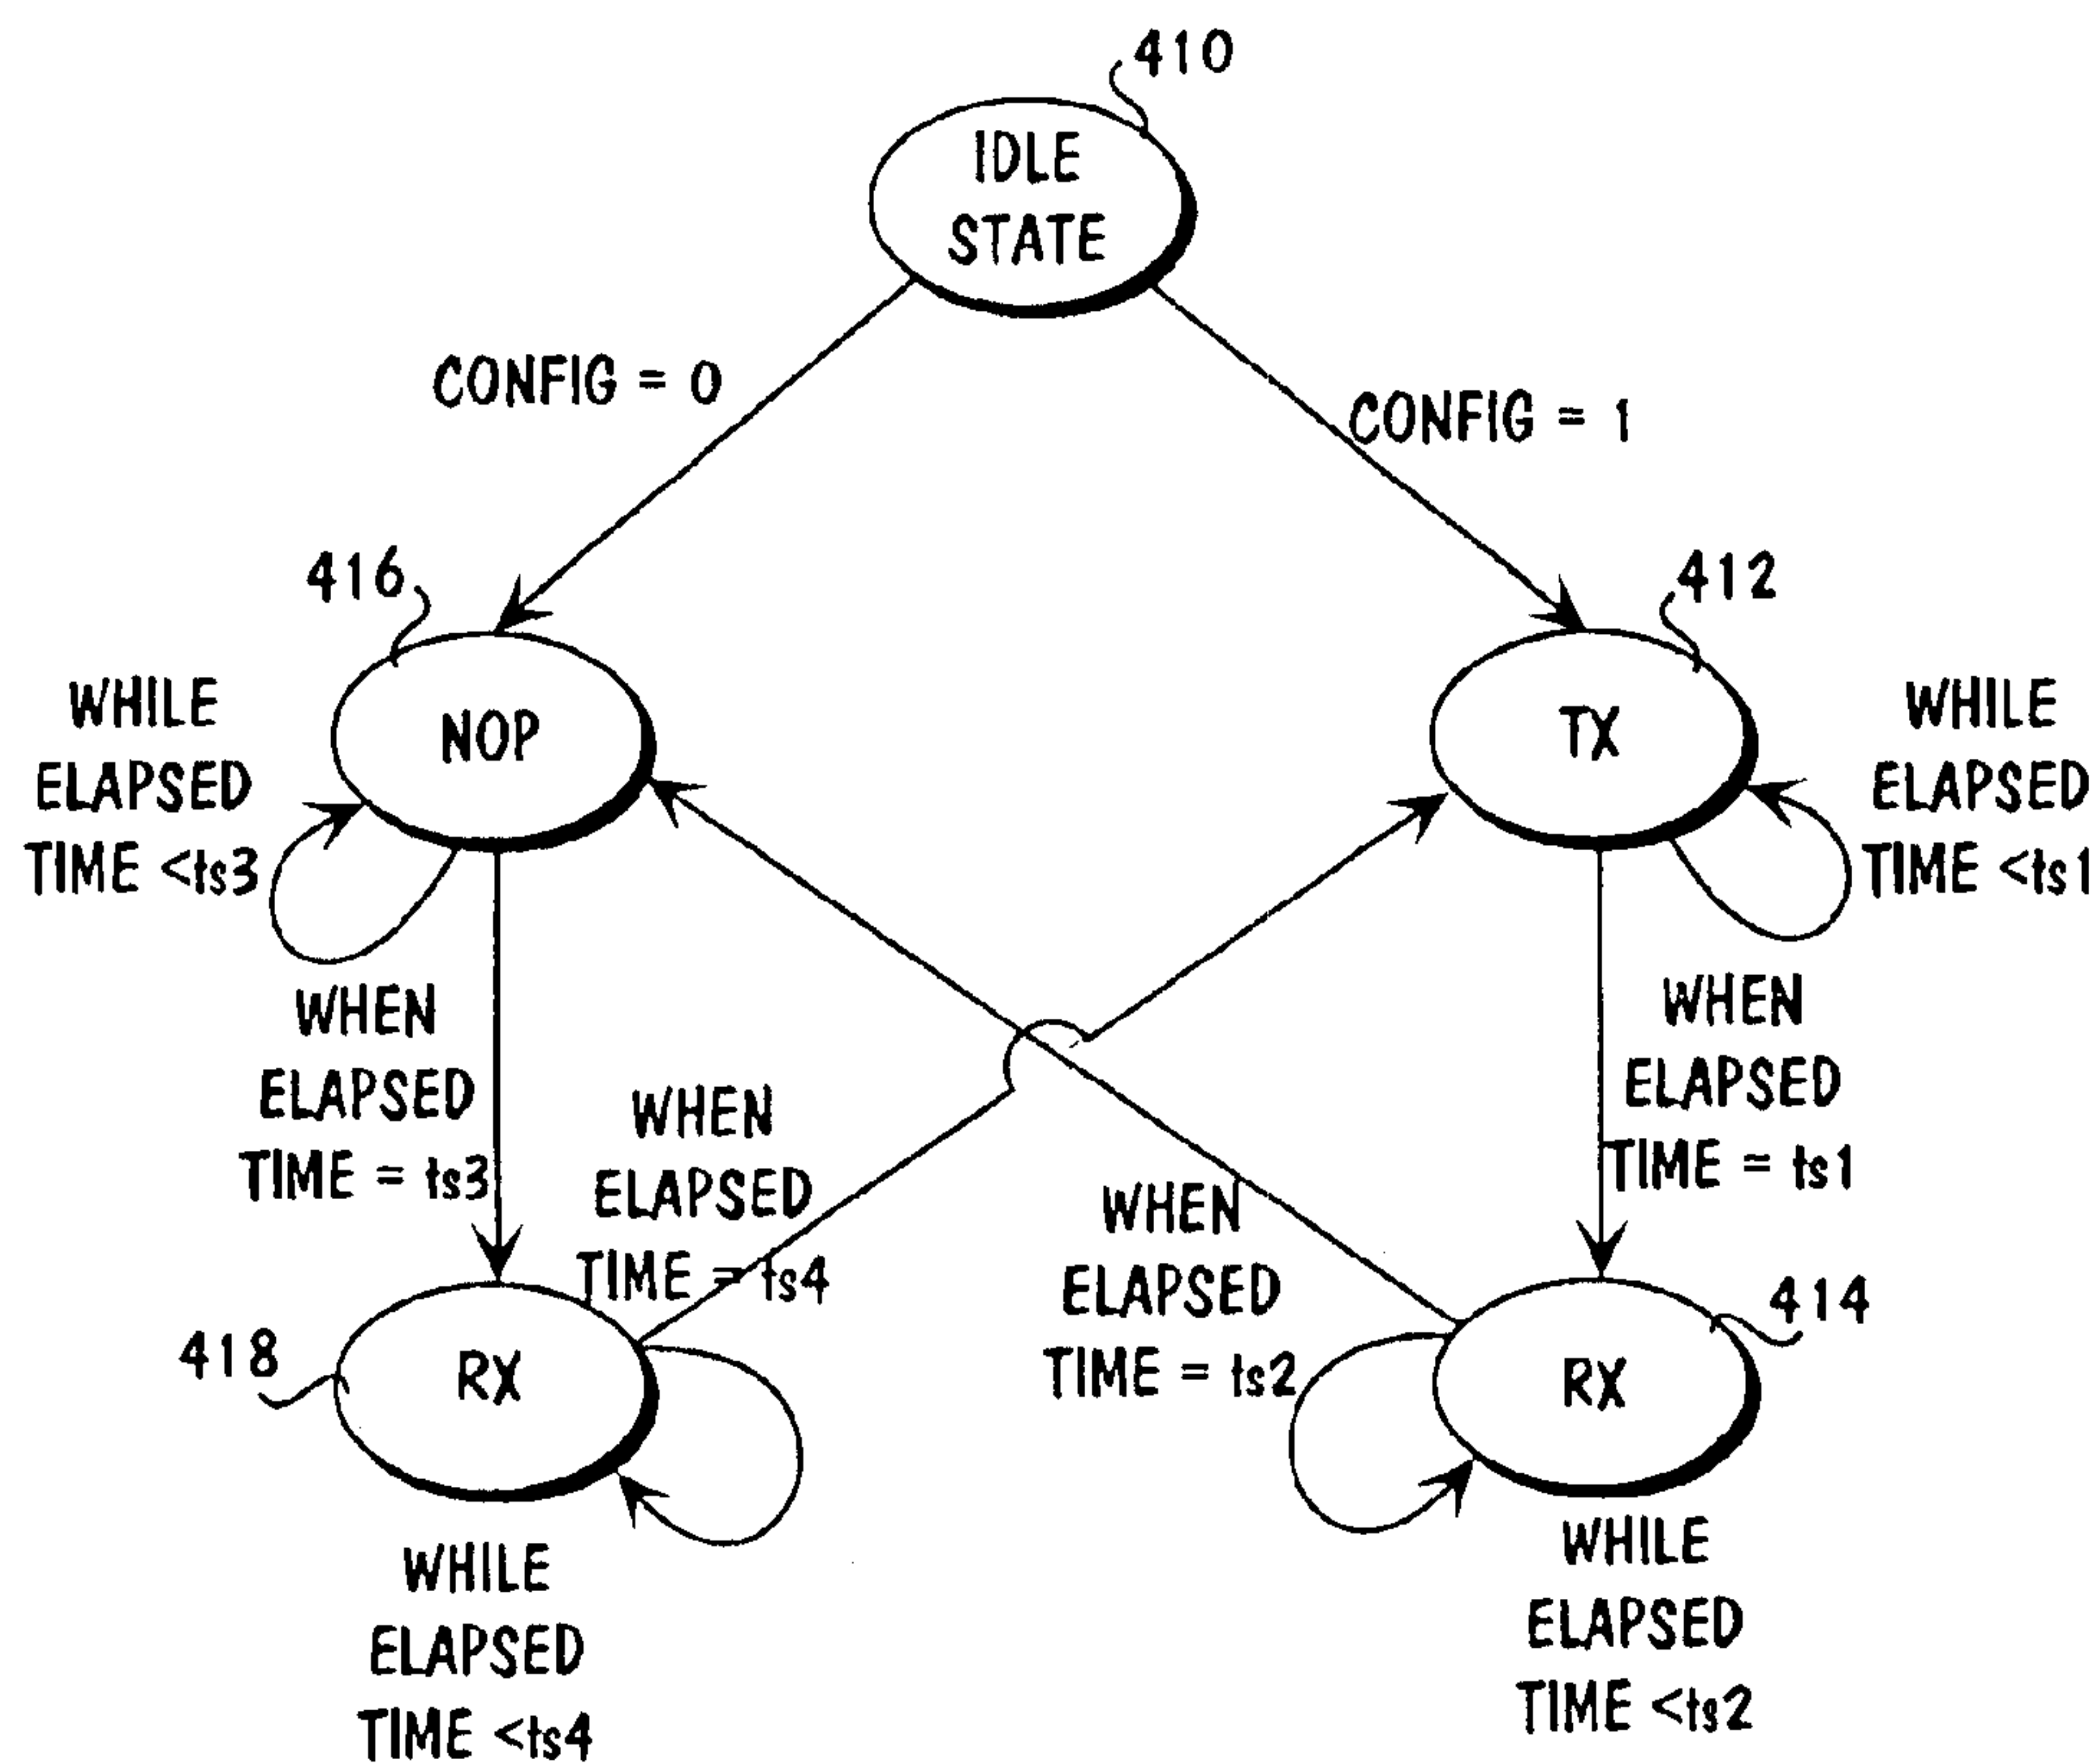 410
IDLE
STATE
CONFIG = 0
CONFIG = 1
416
412
WHILE
ELAPSED
TIME <ts3
NOP
TX
WHILE
ELAPSED
TIME <ts1
WHEN
ELAPSED
TIME = ts3
WHEN
ELAPSED
TIME = ts4
WHEN
ELAPSED
TIME = ts2
WHEN
ELAPSED
TIME = ts1
418
RX
RX
414
WHILE
ELAPSED
TIME <ts4
WHILE
ELAPSED
TIME <ts2